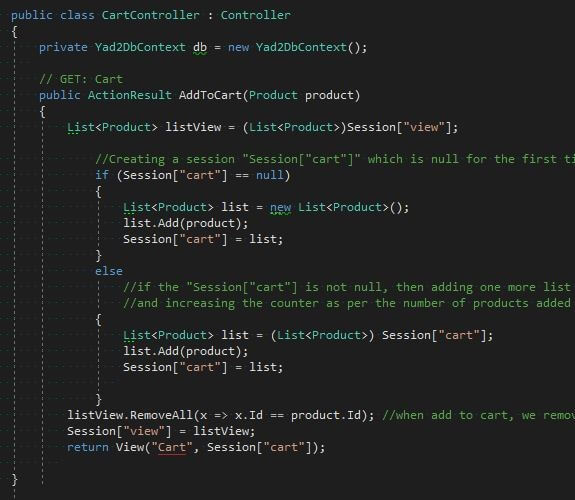 public class CartController : Controller
{
private Yad2DbContext db = new Yad2DbContext();
// GET: Cart
public ActionResult AddToCart(Product product)
{
List<Product> listView = (List<Product>)Session["view"];
//Creating a session "Session["cart"]" which is null for the first ti
if (Session["cart"] == null)
{
List<Product> list = new List<Product>();
list.Add(product);
Session["cart"] = list;
}
else
//if the "Session["cart"] is not null, then adding one more list
//and increasing the counter as per the number of products added
{
List<Product> list = (List<Product>) Session["cart"];
list.Add(product);
Session["cart"] = list;
}
listView.RemoveAll(x => x.Id == product.Id); //when add to cart, we remov
Session["view"] = listView;
return View("Cart", Session["cart"]);
}